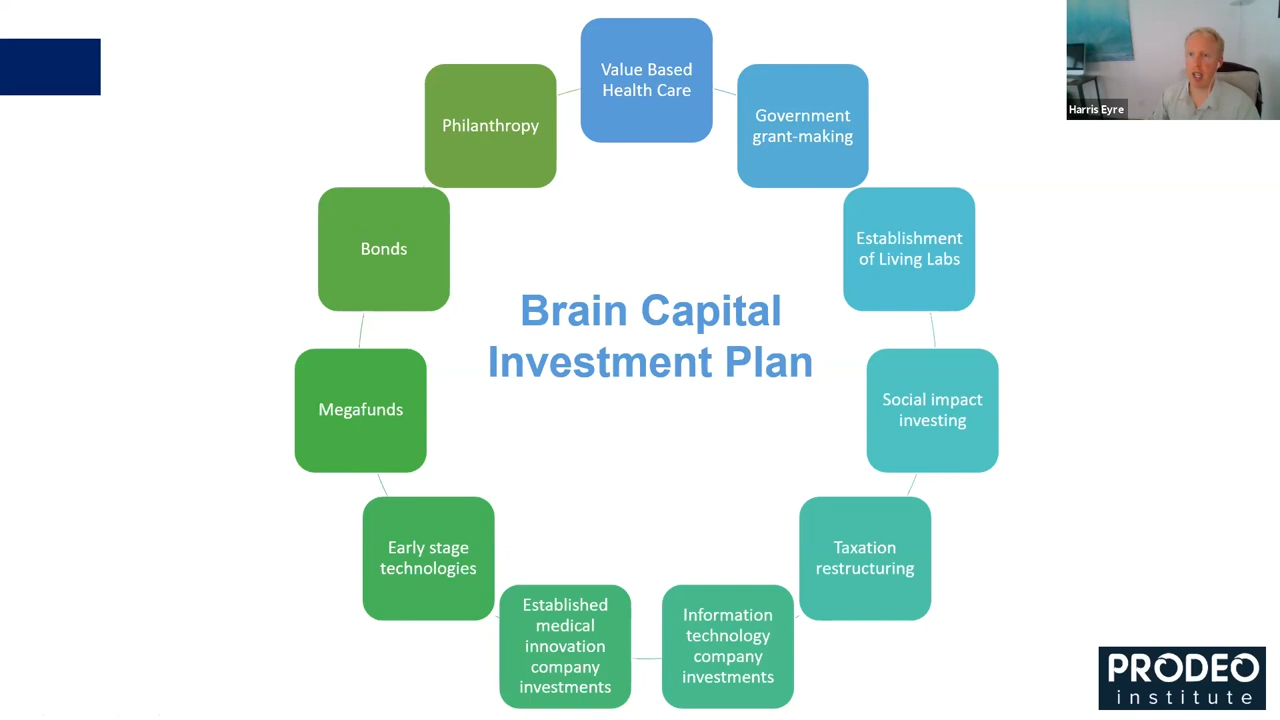 Value Based
Health Care
Government
grant-making
Establishment
of Living Labs
Social impact
investing
Taxation
restructuring
Information
technology
company
investments
Established
medical
innovation
company
investments
Early stage
technologies
Megafunds
Bonds
Philanthropy
Brain Capital
Investment Plan
Harris Eyre
PRODEO
institute